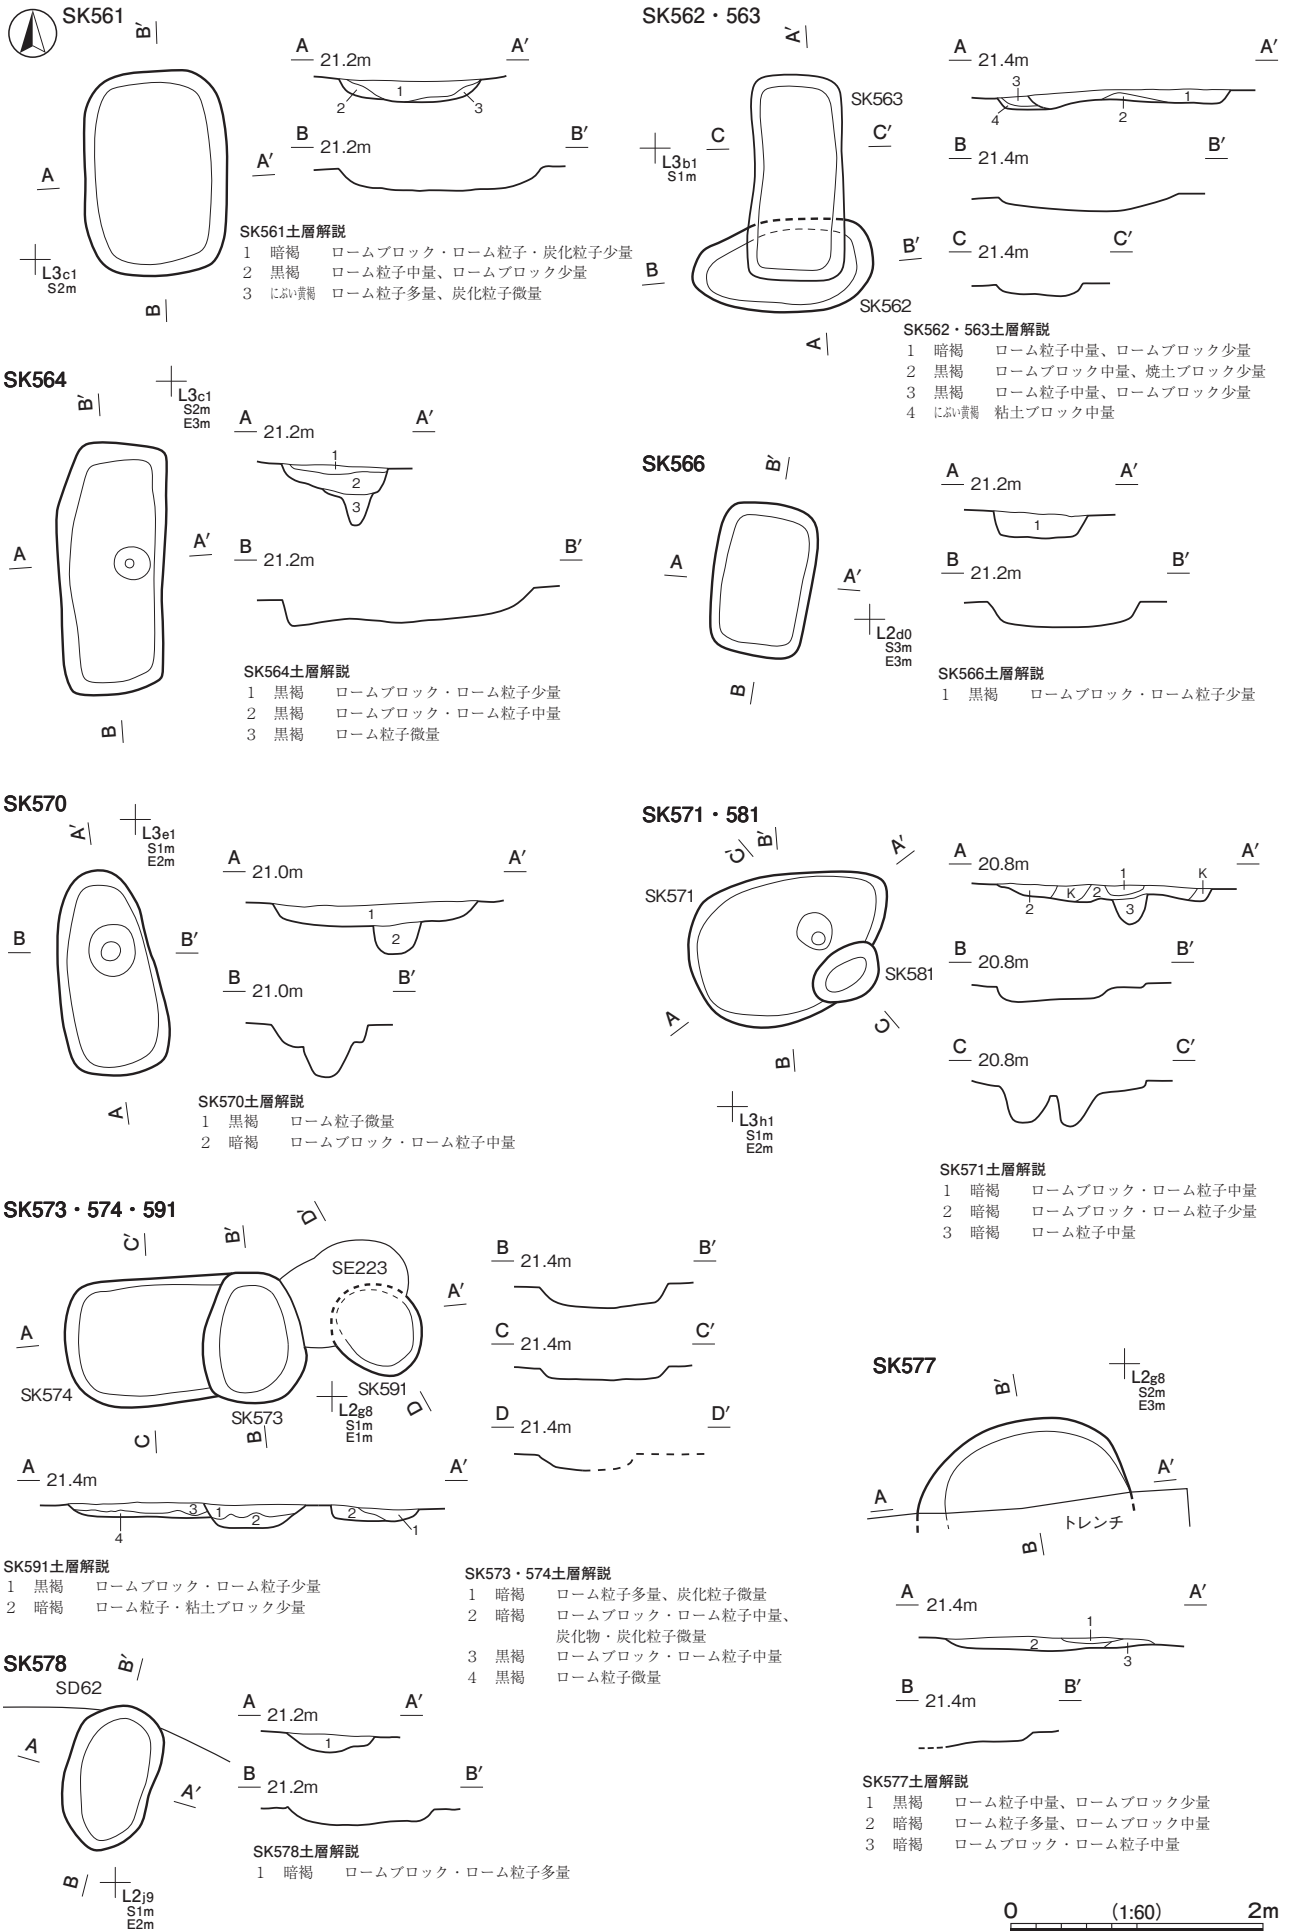 SK561
B′
A
A′
B
L3c1
S2m
A 21.2m A′
1
2
3
B 21.2m B′
SK561土層解説
1 暗褐 ロームブロック・ローム粒子・炭化粒子少量
2 黒褐 ローム粒子中量、ロームブロック少量
3 にぶい黄褐 ローム粒子多量、炭化粒子微量
SK562・563
A′
SK563
C
C′
L3b1
S1m
B′
B
SK562
A
A 21.4m A′
3
1
4
2
B 21.4m B′
C 21.4m C′
SK562・563土層解説
1 暗褐 ローム粒子中量、ロームブロック少量
2 黒褐 ロームブロック中量、焼土ブロック少量
3 黒褐 ローム粒子中量、ロームブロック少量
4 にぶい黄褐 粘土ブロック中量
SK564
L3c1
S2m
E3m
B′
A
A′
B
A 21.2m A′
1
2
3
B 21.2m B′
SK564土層解説
1 黒褐 ロームブロック・ローム粒子少量
2 黒褐 ロームブロック・ローム粒子中量
3 黒褐 ローム粒子微量
SK566
B′
A
A′
L2d0
S3m
E3m
B
A 21.2m A′
1
B 21.2m B′
SK566土層解説
1 黒褐 ロームブロック・ローム粒子少量
SK570
A′
L3e1
S1m
E2m
B
B′
A
A 21.0m A′
1
2
B 21.0m B′
SK570土層解説
1 黒褐 ローム粒子微量
2 暗褐 ロームブロック・ローム粒子中量
SK571・581
C′
B′
A′
SK571
SK581
A
C
B
L3h1
S1m
E2m
A 20.8m A′
1
K
K
2
2
3
B 20.8m B′
C 20.8m C′
SK571土層解説
1 暗褐 ロームブロック・ローム粒子中量
2 暗褐 ロームブロック・ローム粒子少量
3 暗褐 ローム粒子中量
SK573・574・591
C′
B′
D′
SE223
A′
A
SK574
SK591
SK573
L2g8
S1m
E1m
D
C
B
A 21.4m A′
3
1
2
2
4
1
B 21.4m B′
C 21.4m C′
D 21.4m D′
SK591土層解説
1 黒褐 ロームブロック・ローム粒子少量
2 暗褐 ローム粒子・粘土ブロック少量
SK573・574土層解説
1 暗褐 ローム粒子多量、炭化粒子微量
2 暗褐 ロームブロック・ローム粒子中量、
炭化物・炭化粒子微量
3 黒褐 ロームブロック・ローム粒子中量
4 黒褐 ローム粒子微量
SK577
B′
L2g8
S2m
E3m
A
A′
トレンチ
B
A 21.4m A′
1
2
3
B 21.4m B′
SK577土層解説
1 黒褐 ローム粒子中量、ロームブロック少量
2 暗褐 ローム粒子多量、ロームブロック中量
3 暗褐 ロームブロック・ローム粒子中量
SK578
B′
SD62
A
A′
B
L2j9
S1m
E2m
A 21.2m A′
1
B 21.2m B′
SK578土層解説
1 暗褐 ロームブロック・ローム粒子多量
0 (1:60) 2m